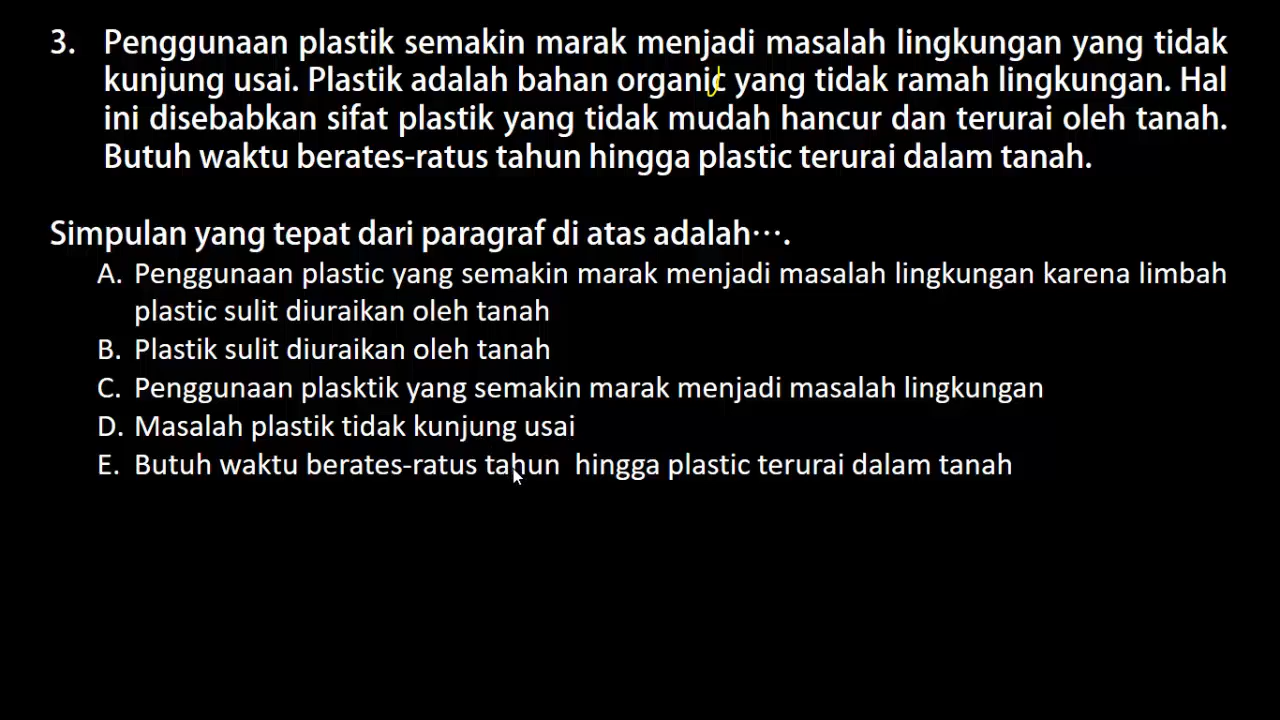 3. Penggunaan plastik semakin marak menjadi masalah lingkungan yang tidak
kunjung usai. Plastik adalah bahan organic yang tidak ramah lingkungan. Hal
ini disebabkan sifat plastik yang tidak mudah hancur dan terurai oleh tanah.
Butuh waktu berates-ratus tahun hingga plastic terurai dalam tanah.
Simpulan yang tepat dari paragraf di atas adalah….
A. Penggunaan plastic yang semakin marak menjadi masalah lingkungan karena limbah
plastic sulit diuraikan oleh tanah
B. Plastik sulit diuraikan oleh tanah
C. Penggunaan plasktik yang semakin marak menjadi masalah lingkungan
D. Masalah plastik tidak kunjung usai
E. Butuh waktu berates-ratus tahun hingga plastic terurai dalam tanah